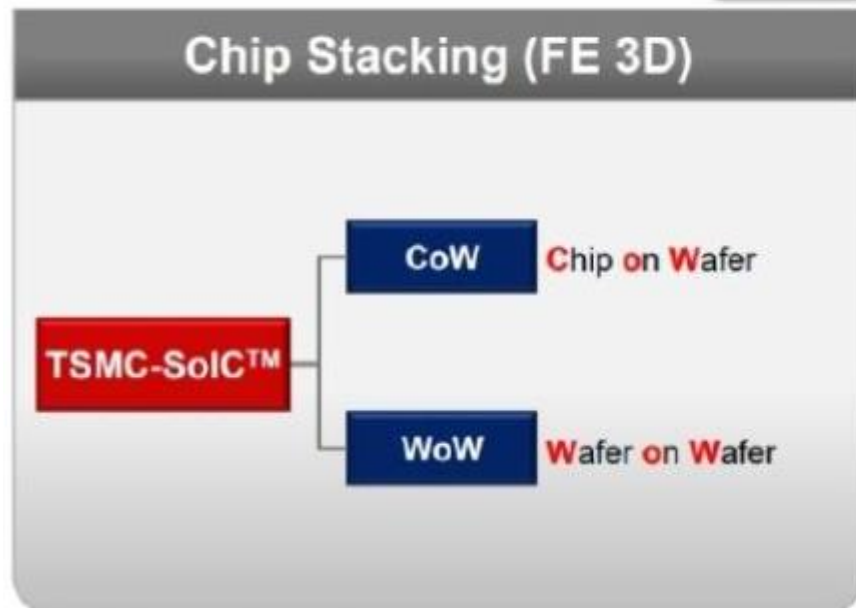 Chip Stacking (FE 3D)
CoW
Chip on Wafer
TSMC-SoIC™
WoW
Wafer on Wafer